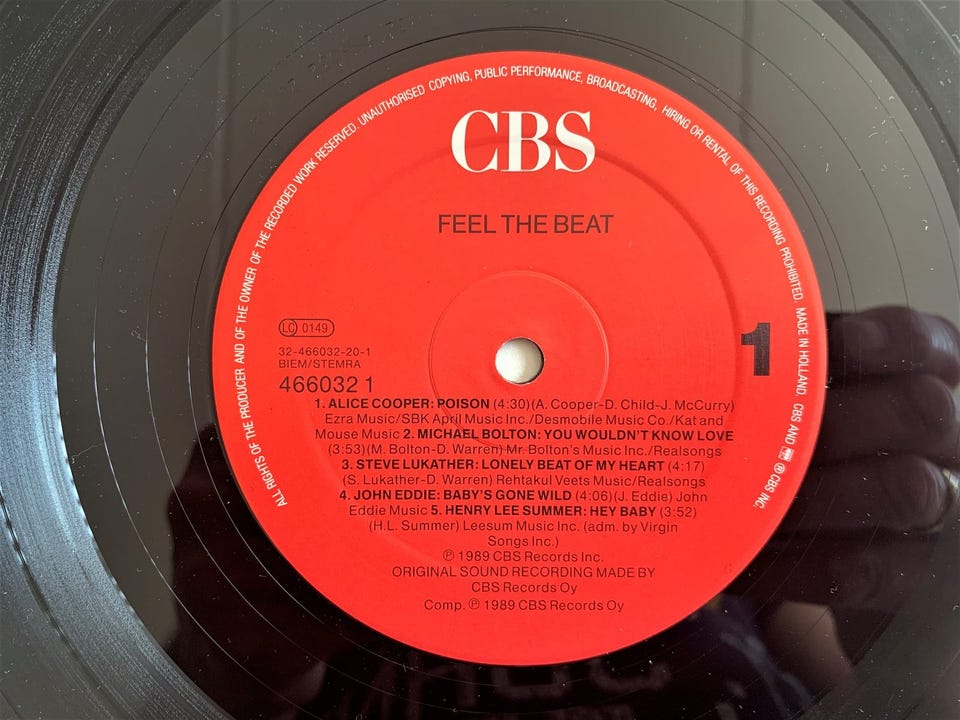 ALL RIGHTS OF THE PRODUCER AND OF THE OWNER OF THE RECORDED WORK RESERVED. UNAUTHORISED COPYING, PUBLIC PERFORMANCE, BROADCASTING, HIRING OR RENTAL OF THIS RECORDING PROHIBITED. MADE IN HOLLAND. CBS AND ® CBS INC.
CBS
FEEL THE BEAT
LC 0149
1
32-466032-20-1
BIEM/STEMRA
466032 1
1. ALICE COOPER: POISON (4:30)(A. Cooper-D. Child-J. McCurry)
Ezra Music/SBK April Music Inc./Desmobile Music Co./Kat and
Mouse Music 2. MICHAEL BOLTON: YOU WOULDN'T KNOW LOVE
(3:53)(M. Bolton-D. Warren) Mr. Bolton's Music Inc./Realsongs
3. STEVE LUKATHER: LONELY BEAT OF MY HEART (4:17)
(S. Lukather-D. Warren) Rehtakul Veets Music/Realsongs
4. JOHN EDDIE: BABY'S GONE WILD (4:06)(J. Eddie) John
Eddie Music 5. HENRY LEE SUMMER: HEY BABY (3:52)
(H.L. Summer) Leesum Music Inc. (adm. by Virgin
Songs Inc.)
℗ 1989 CBS Records Inc.
ORIGINAL SOUND RECORDING MADE BY
CBS Records Oy
Comp. ℗ 1989 CBS Records Oy